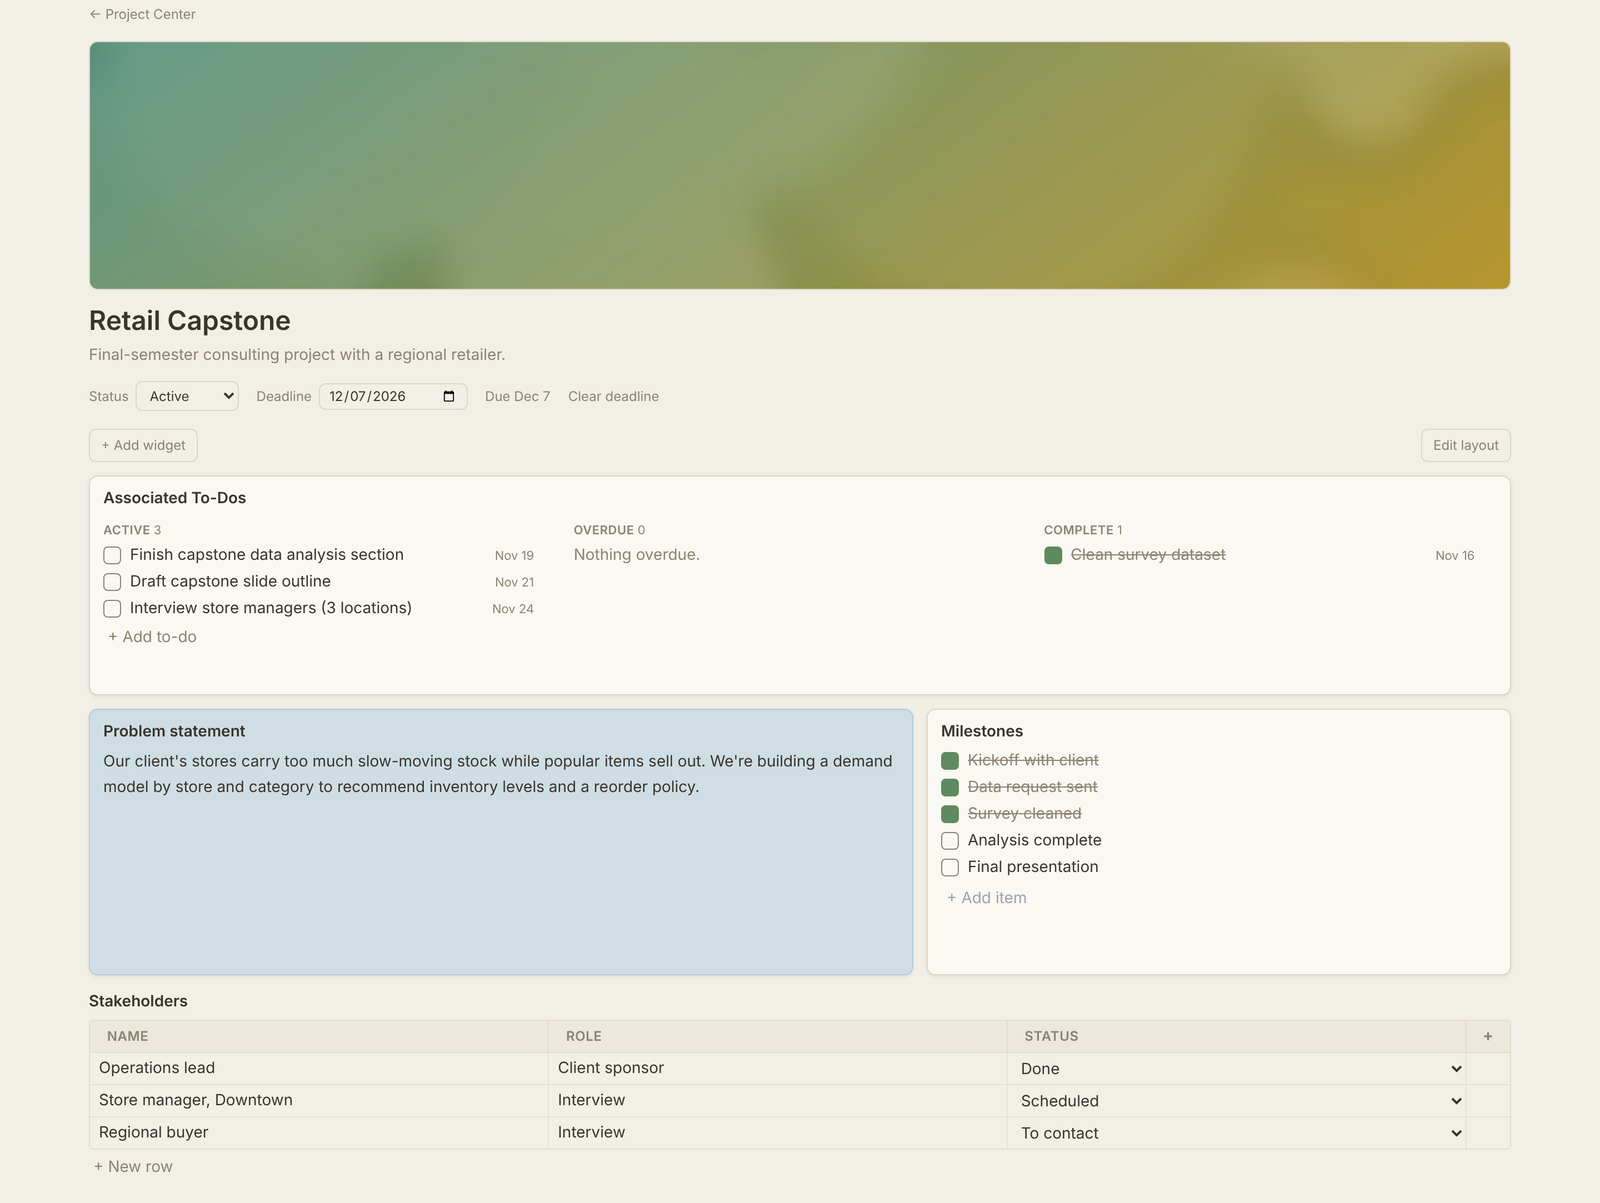 ← Project Center
Retail Capstone
Final-semester consulting project with a regional retailer.
Status Active Deadline 12/07/2026 Due Dec 7 Clear deadline
+ Add widget Edit layout
Associated To-Dos
ACTIVE 3
Finish capstone data analysis section Nov 19
Draft capstone slide outline Nov 21
Interview store managers (3 locations) Nov 24
+ Add to-do
OVERDUE 0
Nothing overdue.
COMPLETE 1
Clean survey dataset Nov 16
Problem statement
Our client's stores carry too much slow-moving stock while popular items sell out. We're building a demand
model by store and category to recommend inventory levels and a reorder policy.
Milestones
Kickoff with client
Data request sent
Survey cleaned
Analysis complete
Final presentation
+ Add item
Stakeholders
NAME ROLE STATUS +
Operations lead Client sponsor Done
Store manager, Downtown Interview Scheduled
Regional buyer Interview To contact
+ New row